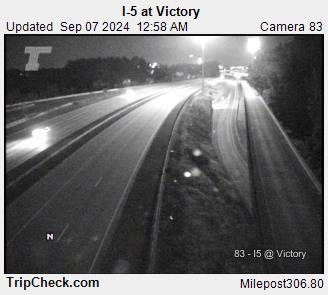 I-5 at Victory
Updated Sep 07 2024 12:58 AM Camera 83
T
N
83 - I5 @ Victory
TripCheck.com Milepost306.80